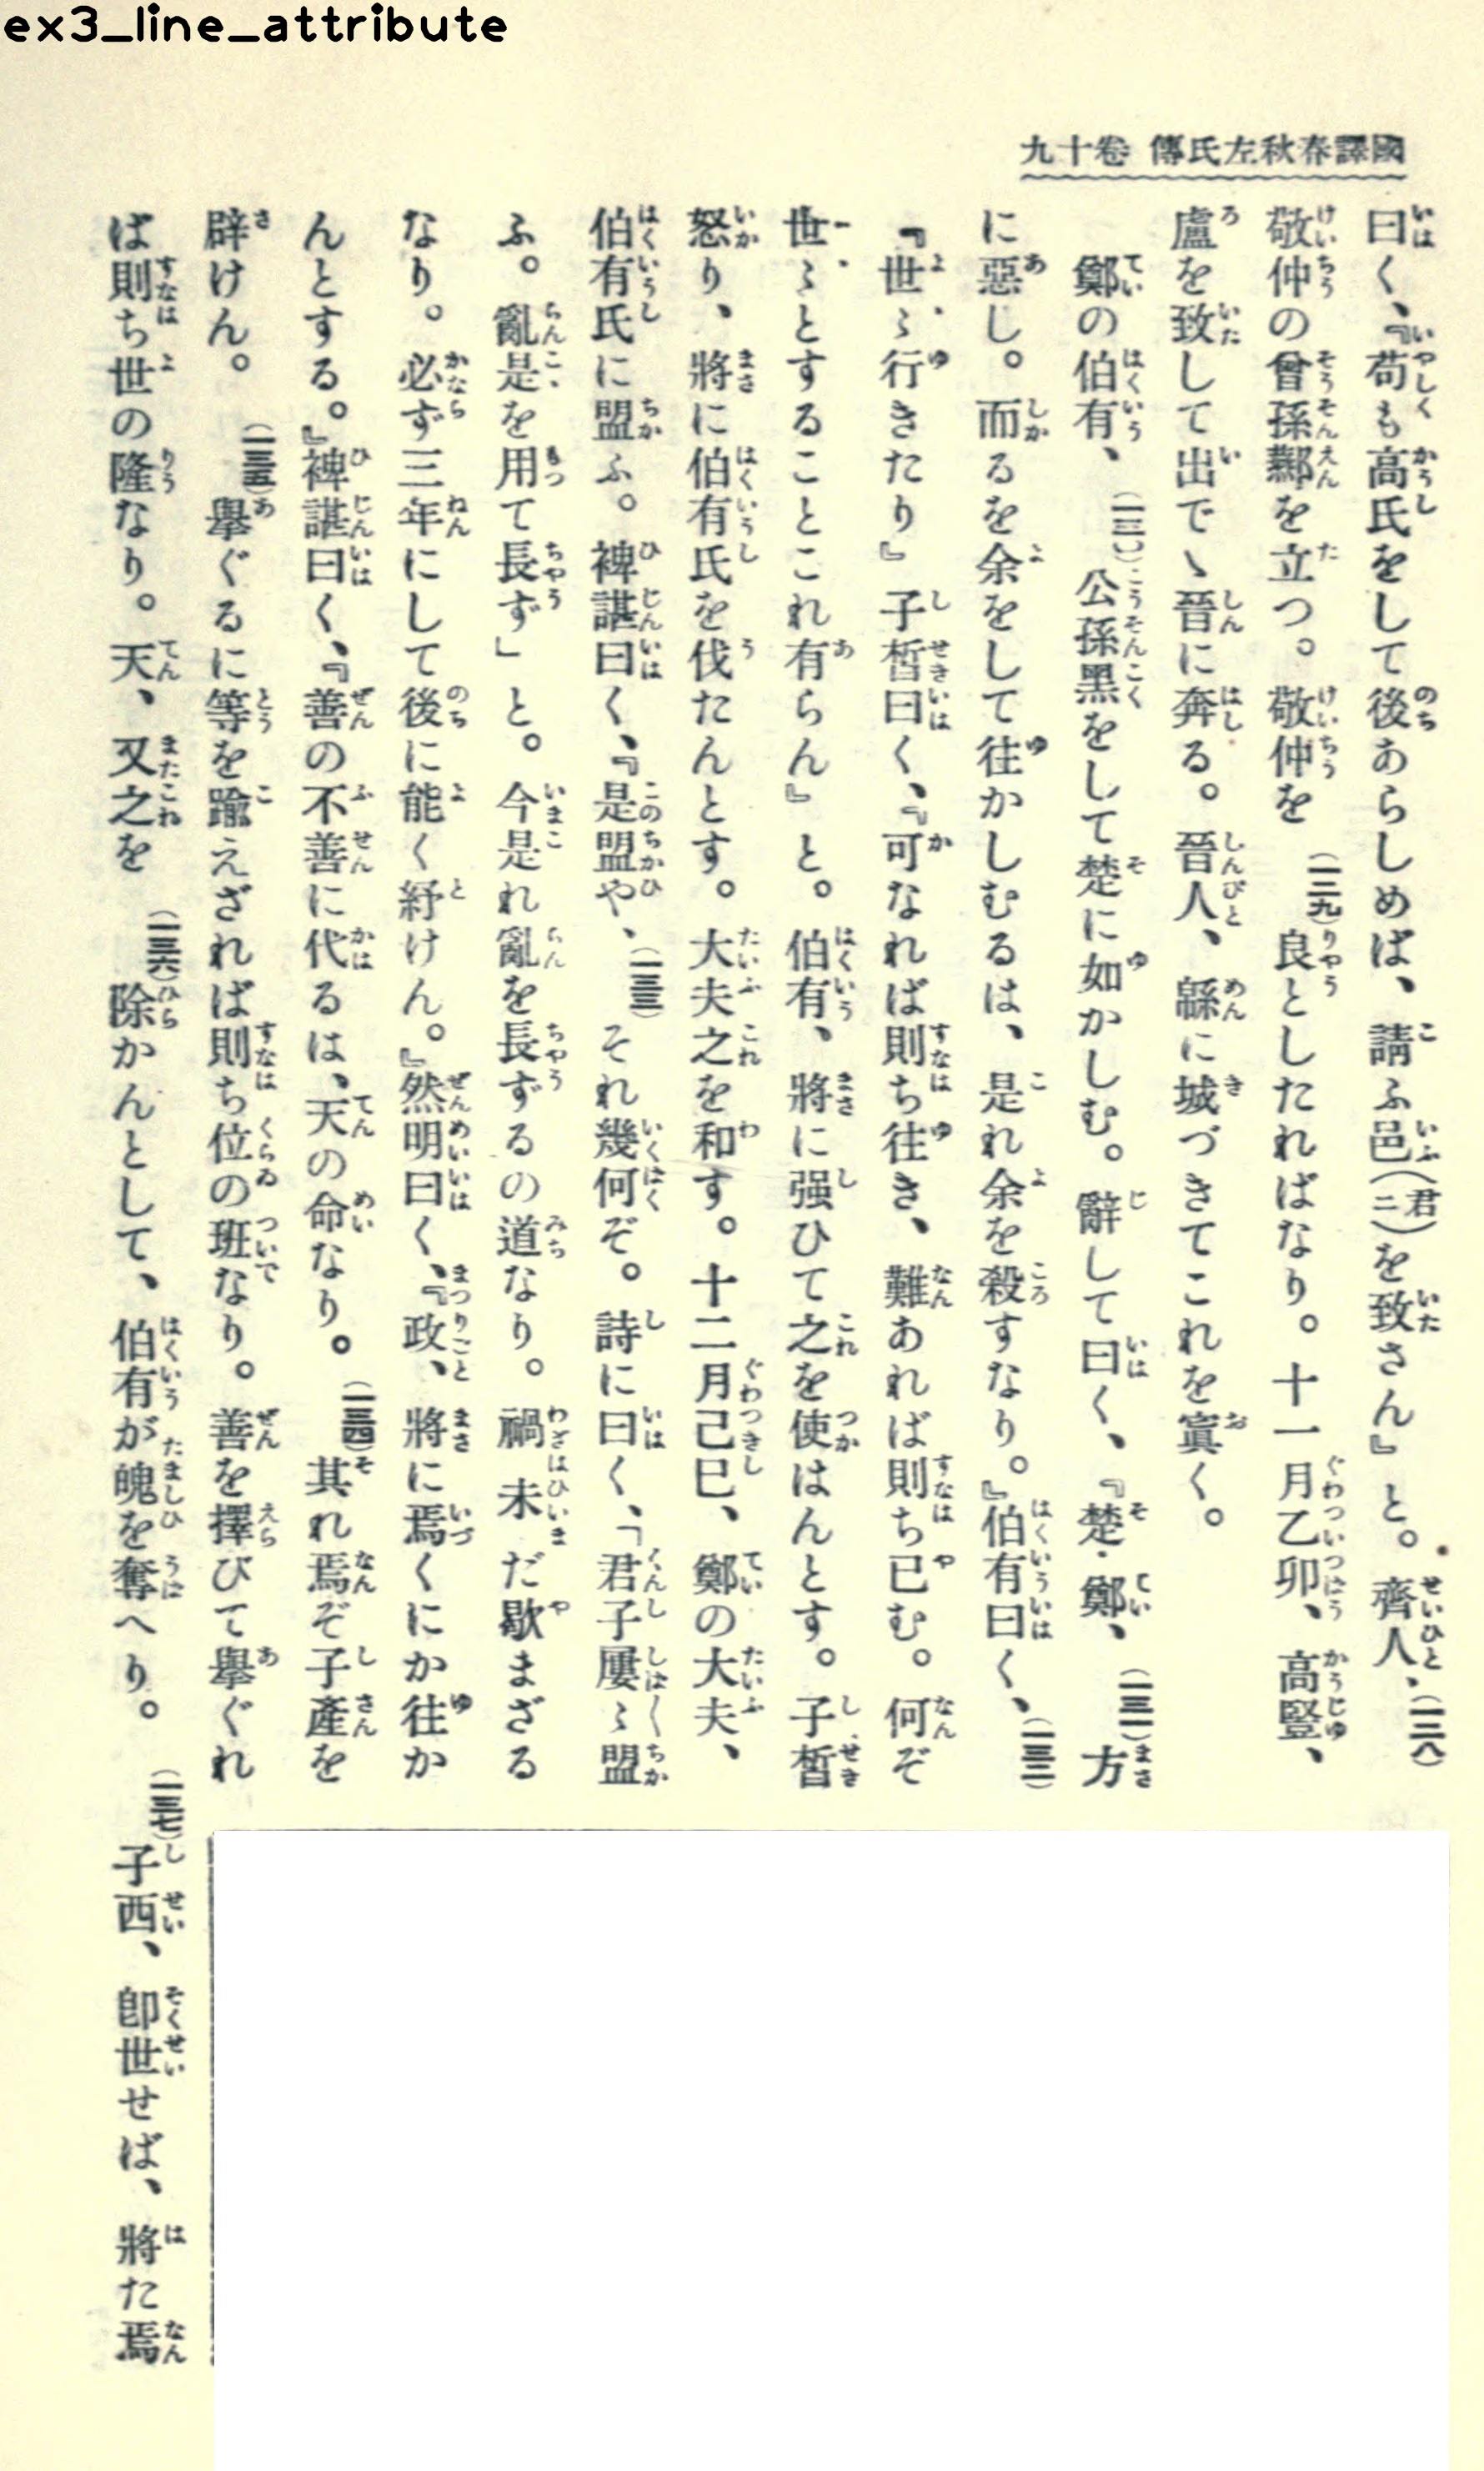 ex3_line_attribute
國譯春秋左氏傳 卷十九
曰く、『苟も高氏をして後あらしめば、請ふ邑(君ニ)を致さん』と。齊人、(一二八)
敬仲の曾孫酀を立つ。敬仲を(一二九)良としたればなり。十一月乙卯、高豎、
盧を致して出でゝ晉に奔る。晉人、緜に城づきてこれを寘く。
鄭の伯有、(一三〇)公孫黑をして楚に如かしむ。辭して曰く、『楚・鄭、(一三一)方
に惡し。而るを余をして往かしむるは、是れ余を殺すなり。』伯有曰く、(一三二)
『世〻行きたり』子晳曰く、『可なれば則ち往き、難あれば則ち已む。何ぞ
世〻とすることこれ有らん』と。伯有、將に强ひて之を使はんとす。子晳
怒り、將に伯有氏を伐たんとす。大夫之を和す。十二月己巳、鄭の大夫、
伯有氏に盟ふ。裨諶曰く、『是盟や、(一三三)それ幾何ぞ。詩に曰く、「君子屢〻盟
ふ。亂是を用て長ず」と。今是れ亂を長ずるの道なり。禍未だ歇まざる
なり。必ず三年にして後に能く紓けん。』然明曰く、『政、將に焉くにか往か
んとする。』裨諶曰く、『善の不善に代るは、天の命なり。(一三四)其れ焉ぞ子產を
辟けん。(一三五)擧ぐるに等を踰えざれば則ち位の班なり。善を擇びて擧ぐれ
ば則ち世の隆なり。天、又之を(一三六)除かんとして、伯有が魄を奪へり。(一三七)子西、卽世せば、將た焉